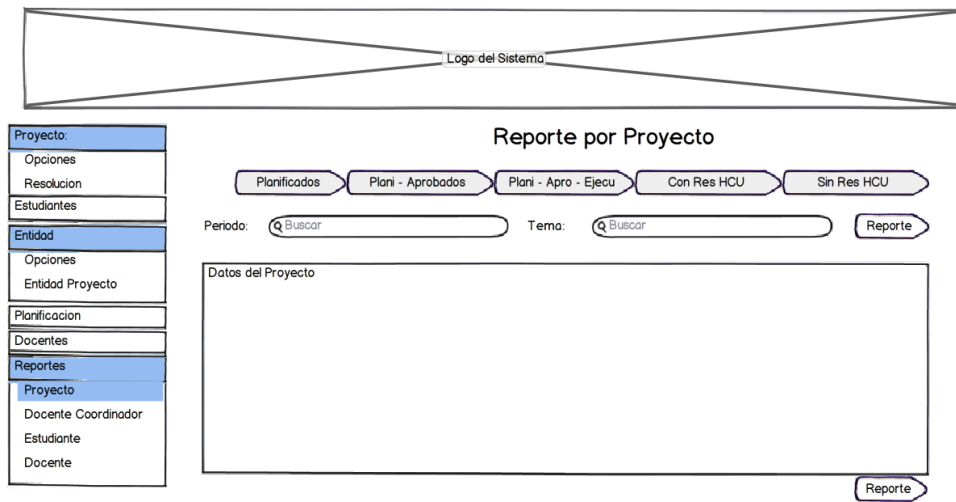 Logo del Sistema
Proyecto:
Opciones
Resolucion
Estudiantes
Entidad
Opciones
Entidad Proyecto
Planificacion
Docentes
Reportes
Proyecto
Docente Coordinador
Estudiante
Docente
Reporte por Proyecto
Planificados
Plani - Aprobados
Plani - Apro - Ejecu
Con Res HCU
Sin Res HCU
Periodo:
Buscar
Tema:
Buscar
Reporte
Datos del Proyecto
Reporte